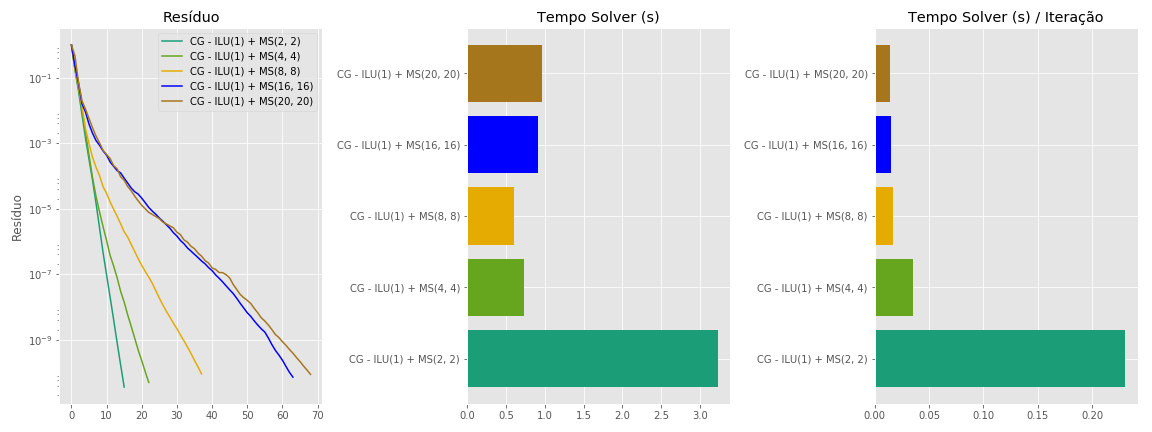 Resíduo
Resíduo
10⁻¹
10⁻³
10⁻⁵
10⁻⁷
10⁻⁹
0 10 20 30 40 50 60 70
CG - ILU(1) + MS(2, 2)
CG - ILU(1) + MS(4, 4)
CG - ILU(1) + MS(8, 8)
CG - ILU(1) + MS(16, 16)
CG - ILU(1) + MS(20, 20)
Tempo Solver (s)
CG - ILU(1) + MS(20, 20)
CG - ILU(1) + MS(16, 16)
CG - ILU(1) + MS(8, 8)
CG - ILU(1) + MS(4, 4)
CG - ILU(1) + MS(2, 2)
0.0 0.5 1.0 1.5 2.0 2.5 3.0
Tempo Solver (s) / Iteração
CG - ILU(1) + MS(20, 20)
CG - ILU(1) + MS(16, 16)
CG - ILU(1) + MS(8, 8)
CG - ILU(1) + MS(4, 4)
CG - ILU(1) + MS(2, 2)
0.00 0.05 0.10 0.15 0.20